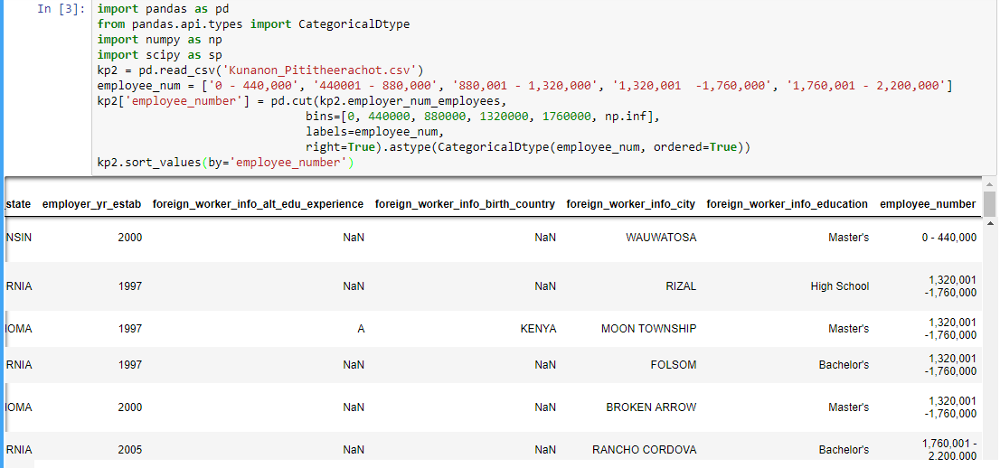 In [3]: import pandas as pd
from pandas.api.types import CategoricalDtype
import numpy as np
import scipy as sp
kp2 = pd.read_csv('Kunanon_Pititheerachot.csv')
employee_num = ['0 - 440,000', '440001 - 880,000', '880,001 - 1,320,000', '1,320,001  -1,760,000', '1,760,001 - 2,200,000']
kp2['employee_number'] = pd.cut(kp2.employer_num_employees,
bins=[0, 440000, 880000, 1320000, 1760000, np.inf],
labels=employee_num,
right=True).astype(CategoricalDtype(employee_num, ordered=True))
kp2.sort_values(by='employee_number')
_state employer_yr_estab foreign_worker_info_alt_edu_experience foreign_worker_info_birth_country foreign_worker_info_city foreign_worker_info_education employee_number
NSIN 2000 NaN NaN WAUWATOSA Master's 0 - 440,000
RNIA 1997 NaN NaN RIZAL High School 1,320,001
-1,760,000
IOMA 1997 A KENYA MOON TOWNSHIP Master's 1,320,001
-1,760,000
RNIA 1997 NaN NaN FOLSOM Bachelor's 1,320,001
-1,760,000
IOMA 2000 NaN NaN BROKEN ARROW Master's 1,320,001
-1,760,000
RNIA 2005 NaN NaN RANCHO CORDOVA Bachelor's 1,760,001 -
2,200,000